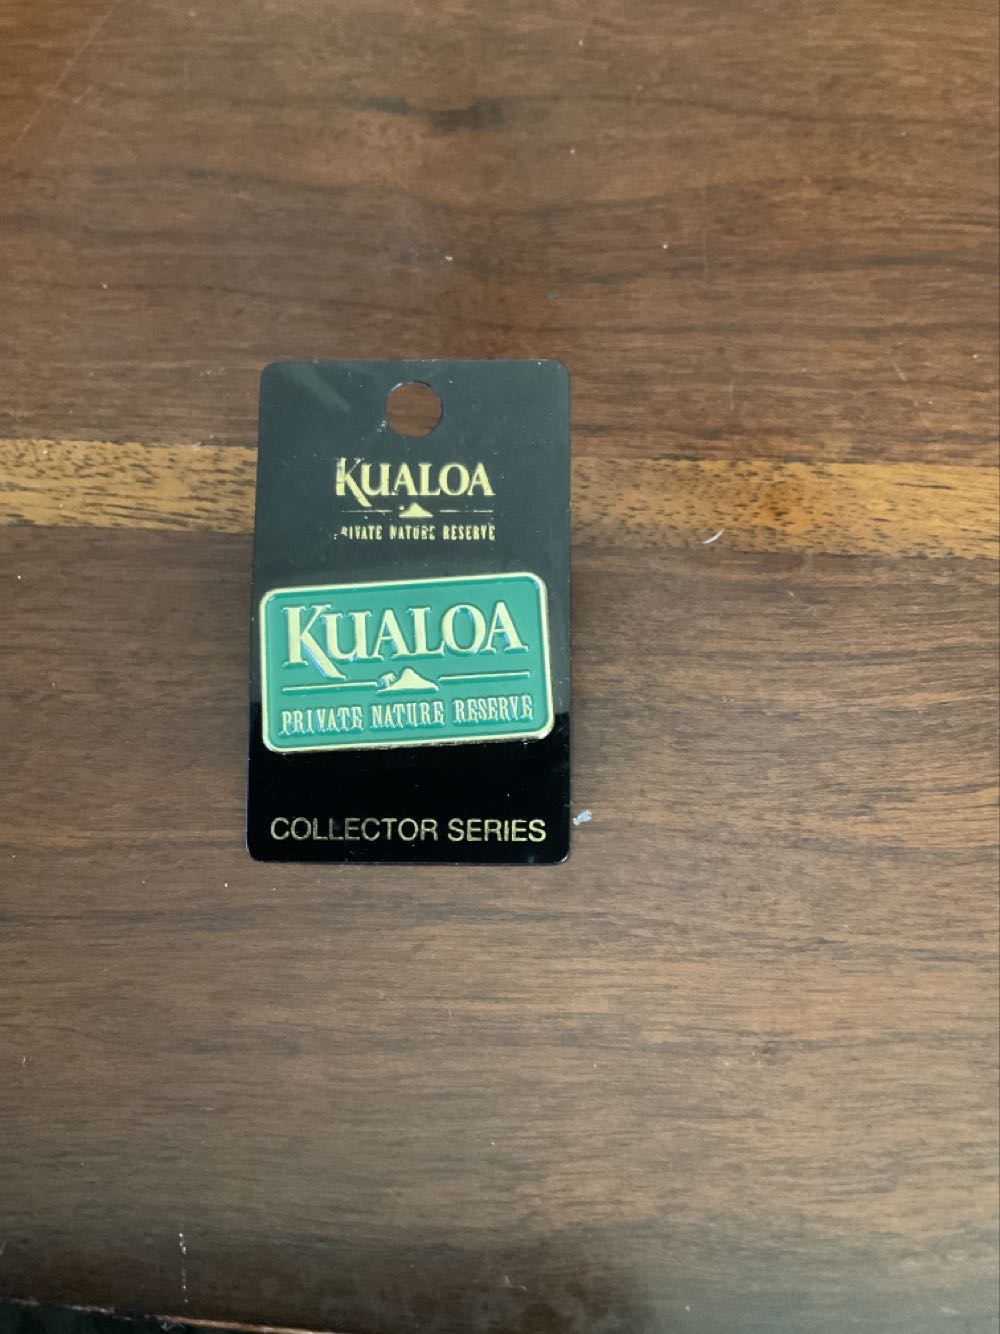 KUALOA
PRIVATE NATURE RESERVE
KUALOA
PRIVATE NATURE RESERVE
COLLECTOR SERIES